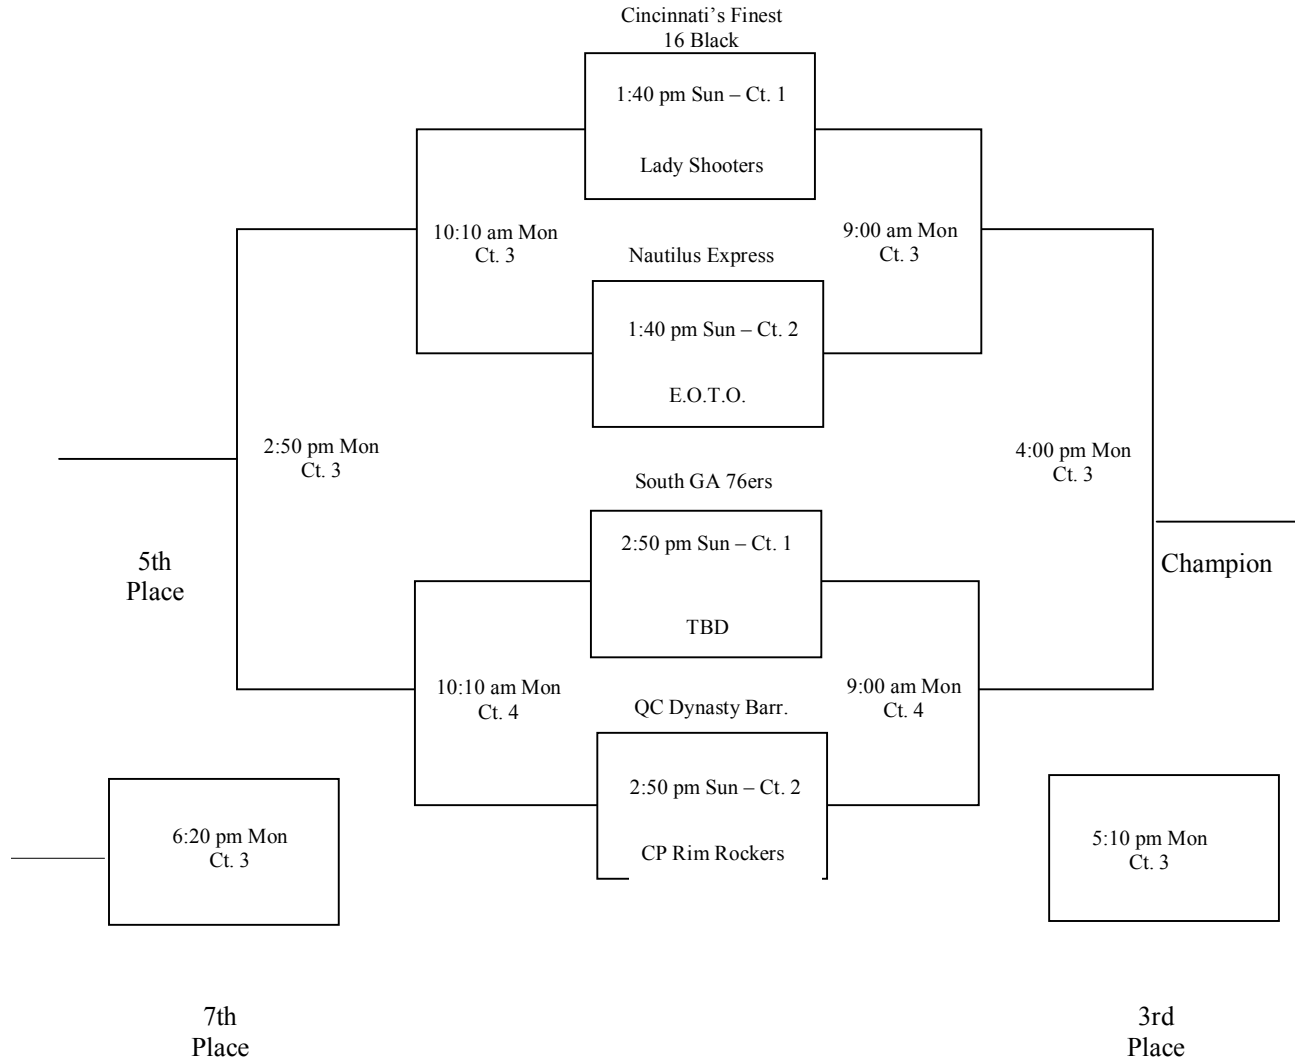 Cincinnati’s Finest
16 Black
1:40 pm Sun – Ct. 1
Lady Shooters
10:10 am Mon
Ct. 3
9:00 am Mon
Ct. 3
Nautilus Express
1:40 pm Sun – Ct. 2
E.O.T.O.
2:50 pm Mon
Ct. 3
4:00 pm Mon
Ct. 3
South GA 76ers
2:50 pm Sun – Ct. 1
TBD
5th
Place
Champion
10:10 am Mon
Ct. 4
9:00 am Mon
Ct. 4
QC Dynasty Barr.
2:50 pm Sun – Ct. 2
CP Rim Rockers
6:20 pm Mon
Ct. 3
5:10 pm Mon
Ct. 3
7th
Place
3rd
Place